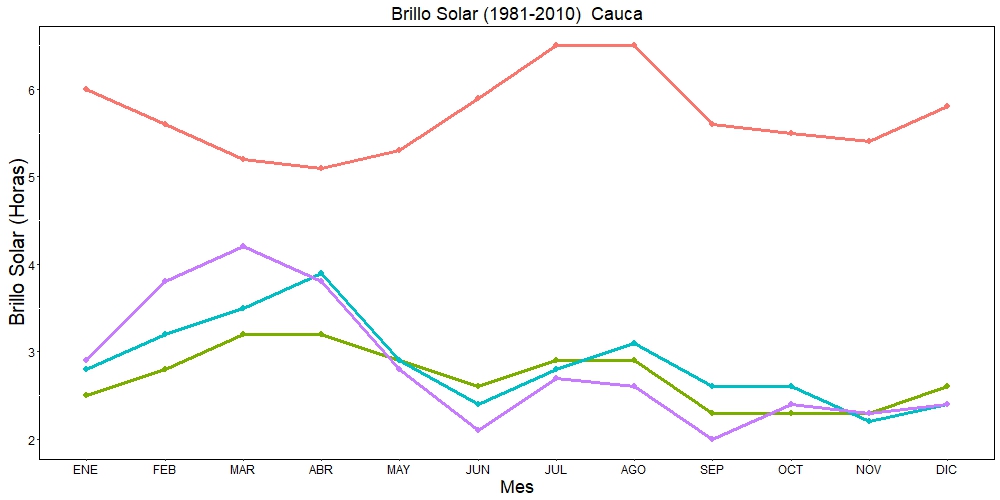 Brillo Solar (1981-2010)  Cauca
Brillo Solar (Horas)
6
5
4
3
2
ENE FEB MAR ABR MAY JUN JUL AGO SEP OCT NOV DIC
Mes